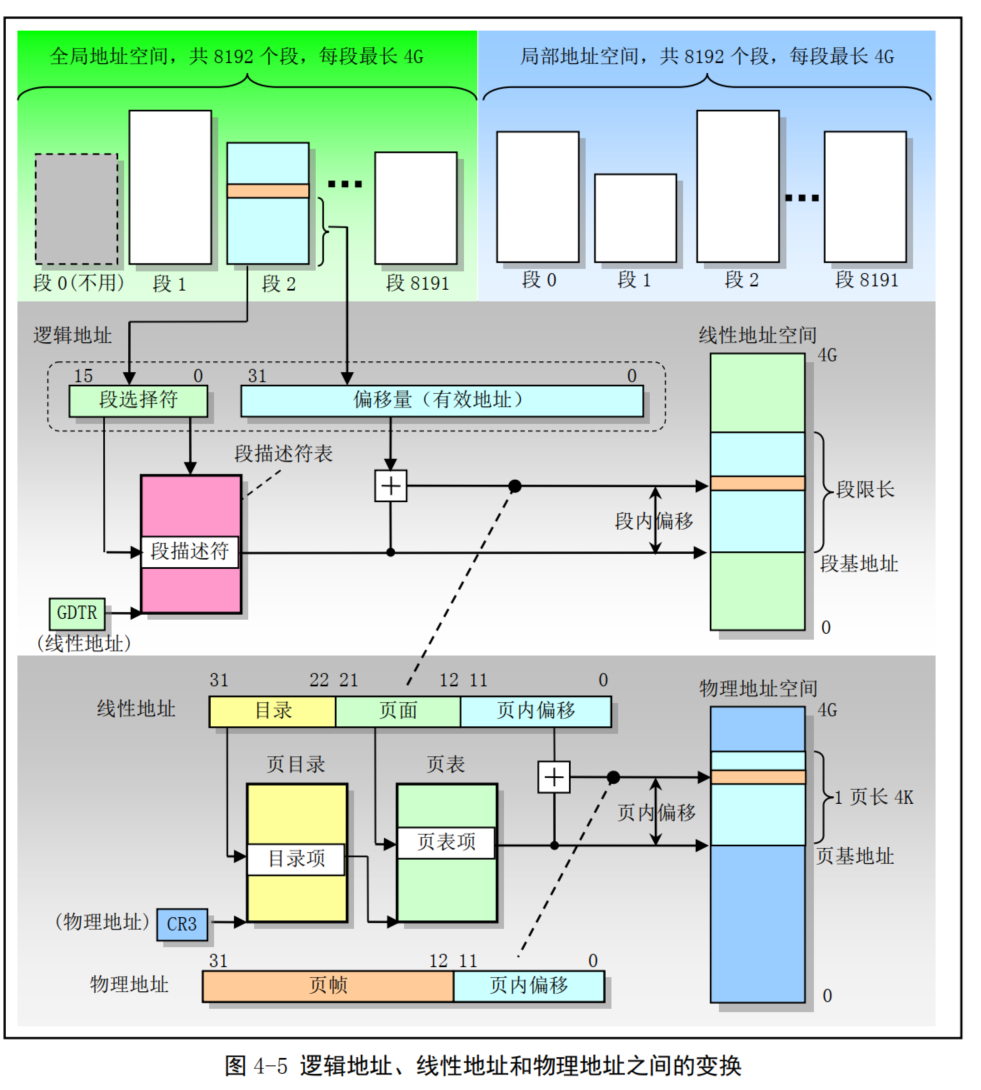 全局地址空间，共 8192 个段，每段最长 4G
局部地址空间，共 8192 个段，每段最长 4G
段 0(不用)
段 1
段 2
段 8191
段 0
段 1
段 2
段 8191
逻辑地址
线性地址空间
4G
15
0
31
0
段选择符
偏移量（有效地址）
段描述符表
+
段限长
段内偏移
段描述符
段基地址
GDTR
(线性地址)
0
31
22
21
12
11
0
物理地址空间
线性地址
目录
页面
页内偏移
4G
页目录
页表
+
1 页长 4K
页内偏移
页表项
目录项
页基地址
(物理地址)
CR3
31
12
11
0
物理地址
页帧
页内偏移
0
图 4-5 逻辑地址、线性地址和物理地址之间的变换